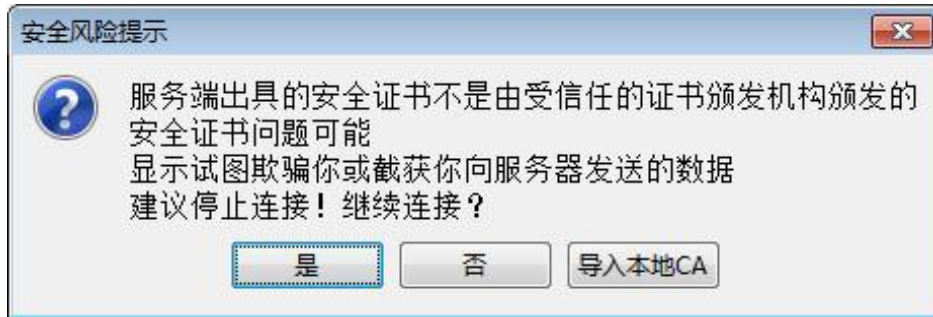 安全风险提示
服务端出具的安全证书不是由受信任的证书颁发机构颁发的
安全证书问题可能
显示试图欺骗你或截获你向服务器发送的数据
建议停止连接！继续连接？
是 否 导入本地CA